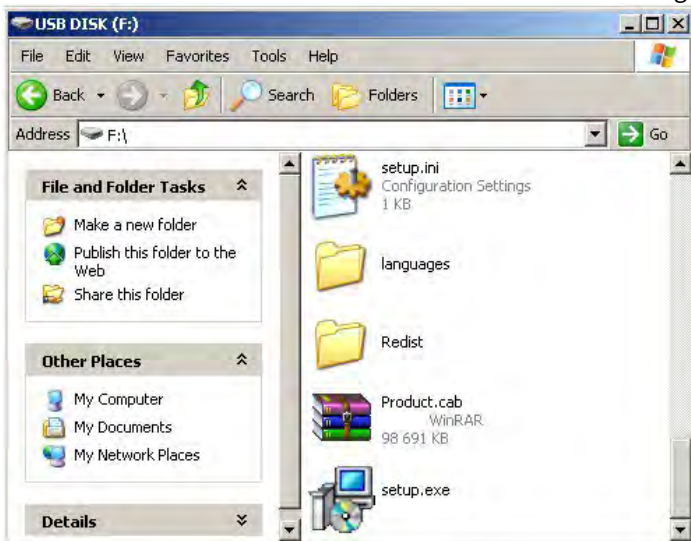 USB DISK (F:)
File Edit View Favorites Tools Help
Back Search Folders
Address F:\ Go
File and Folder Tasks
Make a new folder
Publish this folder to the
Web
Share this folder
Other Places
My Computer
My Documents
My Network Places
Details
setup.ini
Configuration Settings
1 KB
languages
Redist
Product.cab
WinRAR
98 691 KB
setup.exe